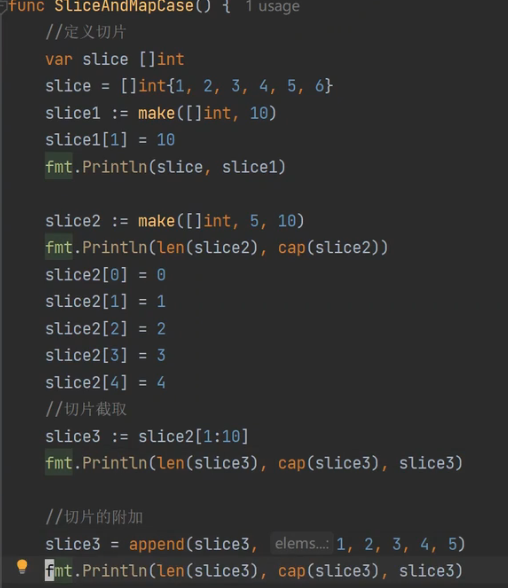 func SliceAndMapCase() { 1 usage
//定义切片
var slice []int
slice = []int{1, 2, 3, 4, 5, 6}
slice1 := make([]int, 10)
slice1[1] = 10
fmt.Println(slice, slice1)
slice2 := make([]int, 5, 10)
fmt.Println(len(slice2), cap(slice2))
slice2[0] = 0
slice2[1] = 1
slice2[2] = 2
slice2[3] = 3
slice2[4] = 4
//切片截取
slice3 := slice2[1:10]
fmt.Println(len(slice3), cap(slice3), slice3)
//切片的附加
slice3 = append(slice3, elems...: 1, 2, 3, 4, 5)
fmt.Println(len(slice3), cap(slice3), slice3)